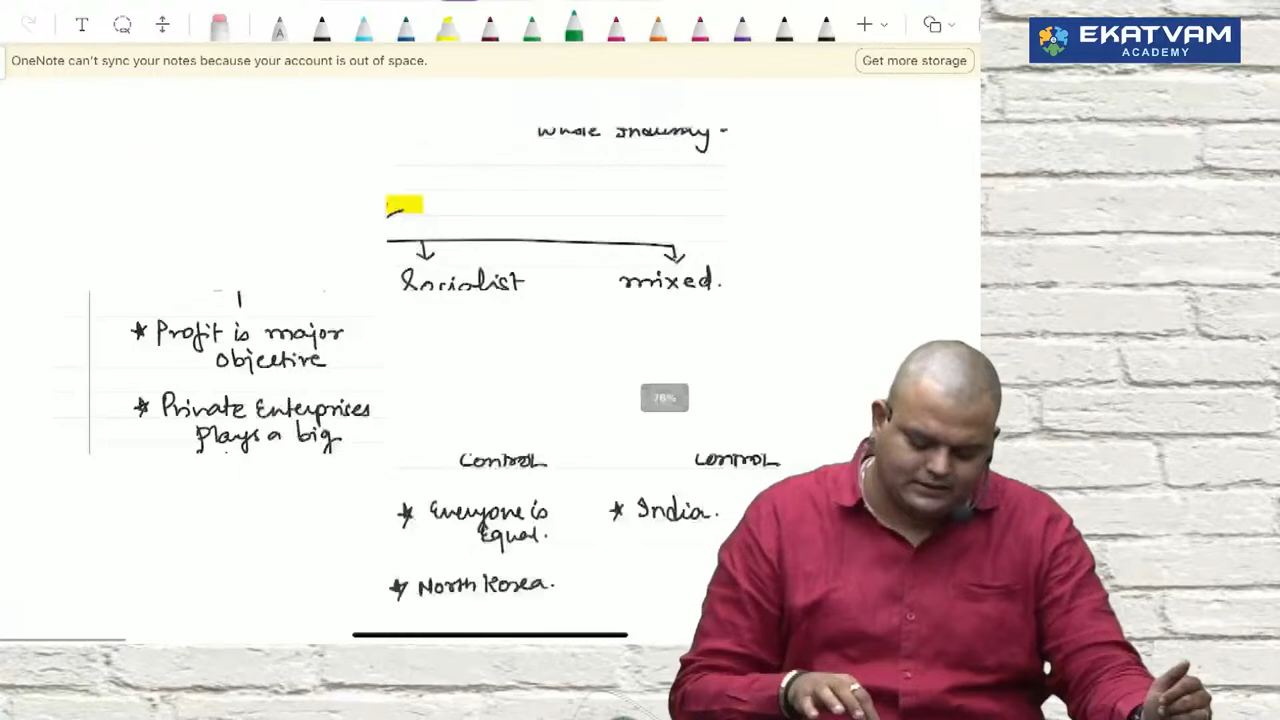 EKATVAM
ACADEMY
OneNote can't sync your notes because your account is out of space.
Get more storage
Whole Industry -
Socialist
mixed.
* Profit is major
objective
* Private Enterprises
plays a big
76%
control
control
* Everyone is
Equal.
* India.
* North Korea.